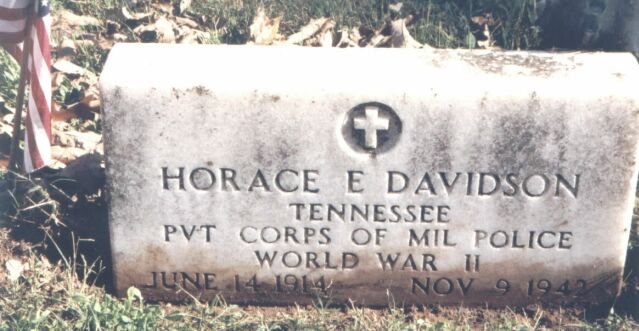 HORACE E DAVIDSON
TENNESSEE
PVT CORPS OF MIL POLICE
WORLD WAR II
JUNE 14 1914 NOV 9 1942